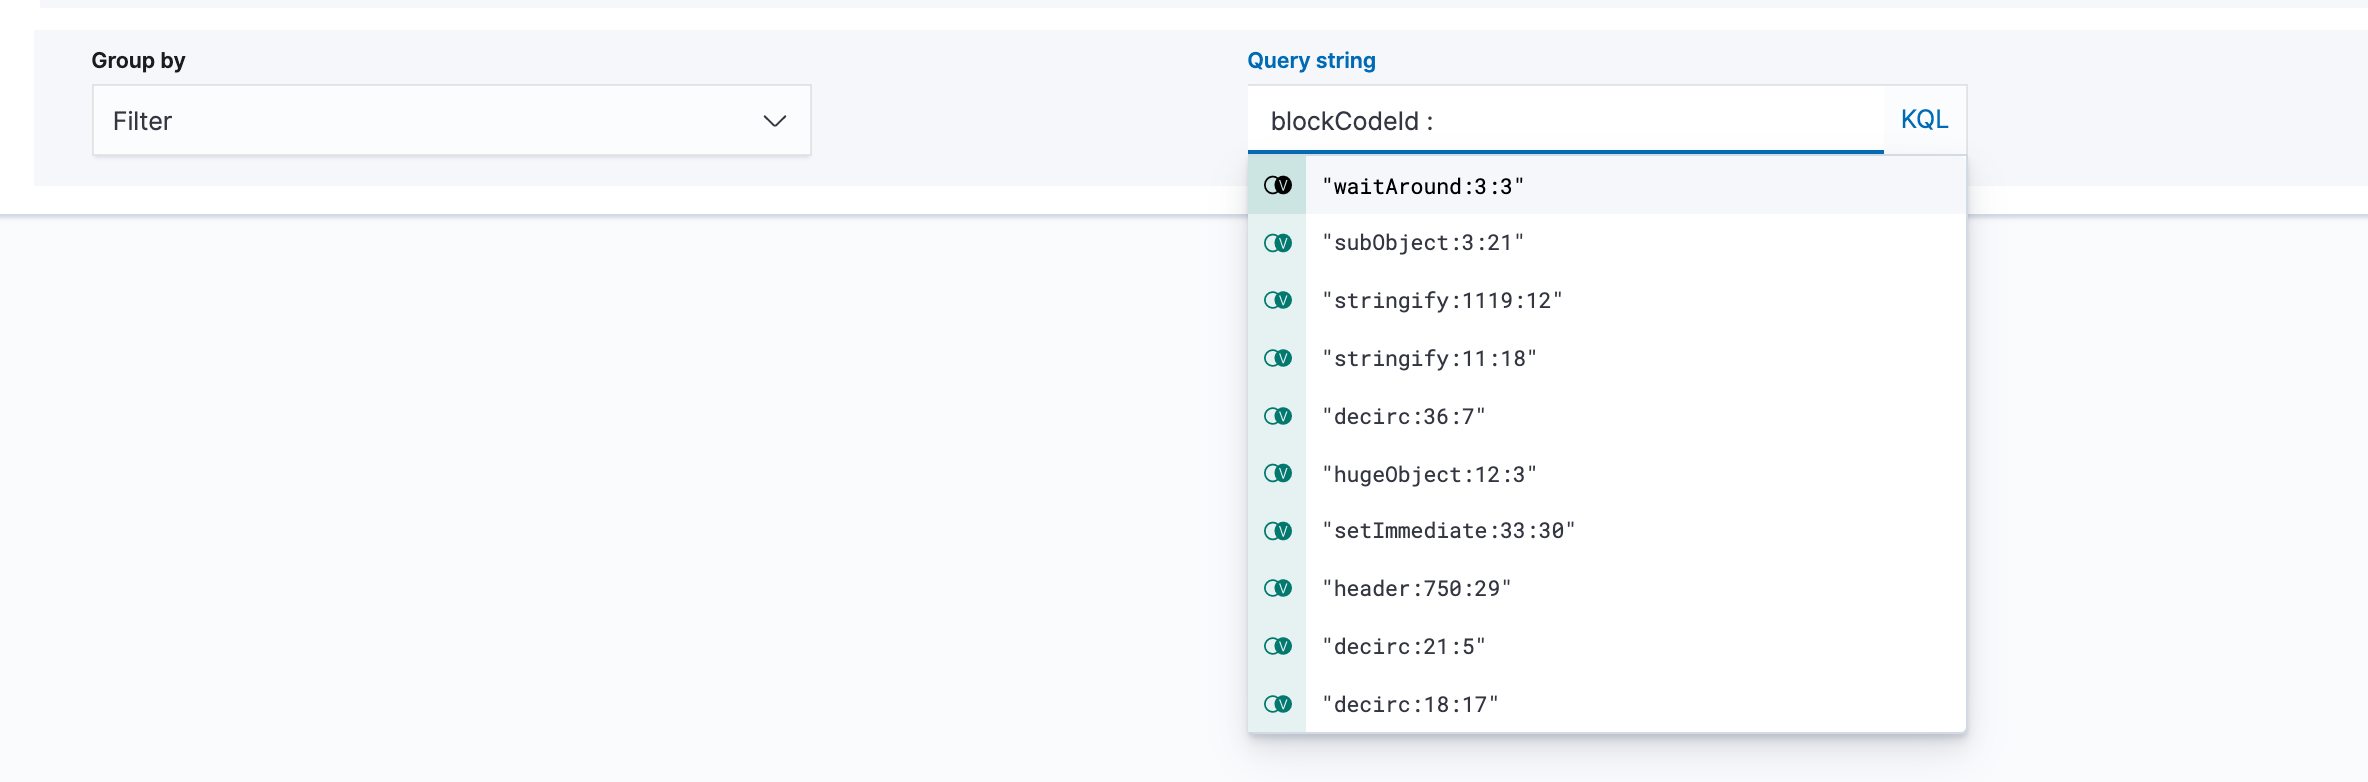 Group by
Query string
Filter
blockCodeId :
KQL
"waitAround:3:3"
"subObject:3:21"
"stringify:1119:12"
"stringify:11:18"
"decirc:36:7"
"hugeObject:12:3"
"setImmediate:33:30"
"header:750:29"
"decirc:21:5"
"decirc:18:17"